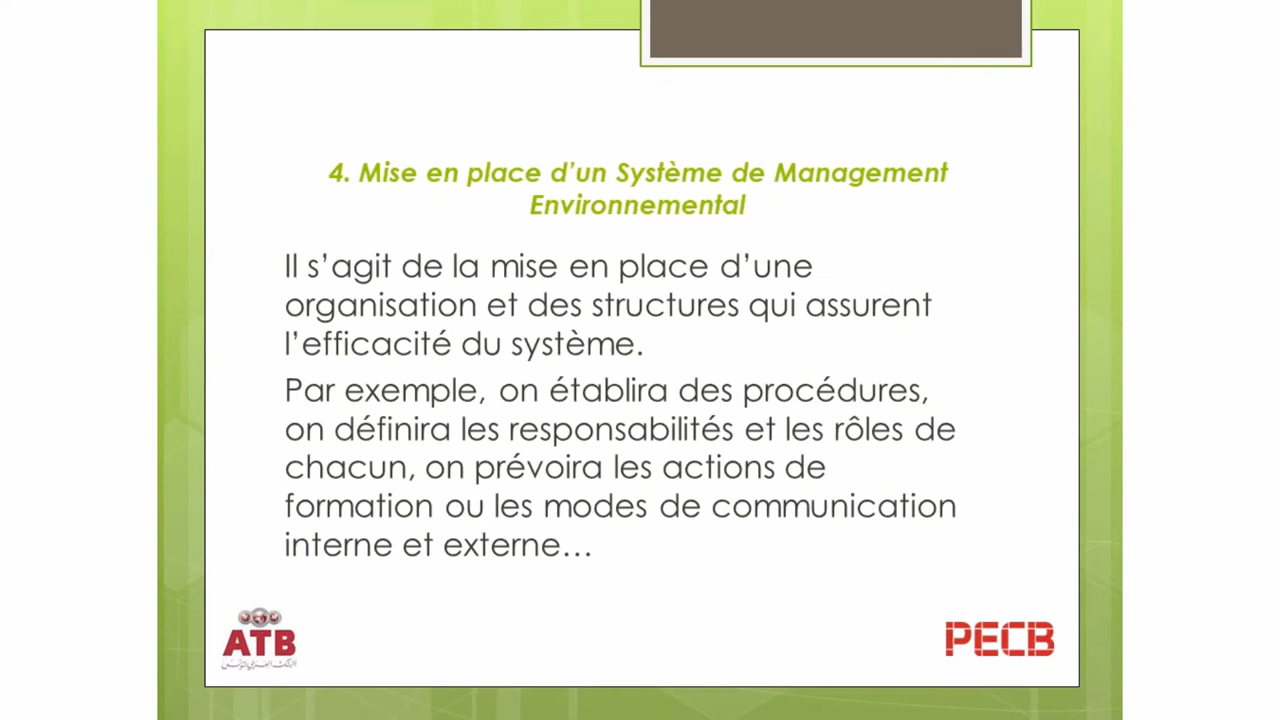 4. Mise en place d’un Système de Management
Environnemental
Il s’agit de la mise en place d’une
organisation et des structures qui assurent
l’efficacité du système.
Par exemple, on établira des procédures,
on définira les responsabilités et les rôles de
chacun, on prévoira les actions de
formation ou les modes de communication
interne et externe…
ATB
PECB